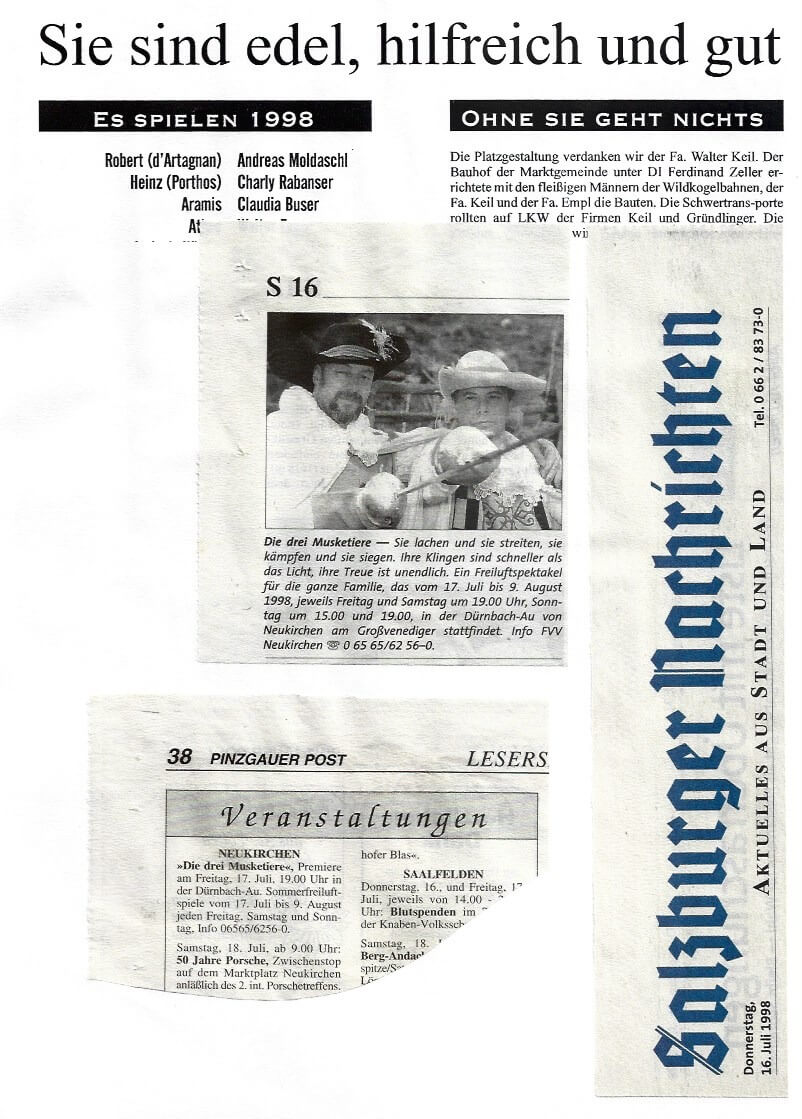 Sie sind edel, hilfreich und gut
ES SPIELEN 1998
Robert (d'Artagnan) Andreas Moldaschl
Heinz (Porthos) Charly Rabanser
Aramis Claudia Buser
OHNE SIE GEHT NICHTS
Die Platzgestaltung verdanken wir der Fa. Walter Keil. Der
Bauhof der Marktgemeinde unter DI Ferdinand Zeller er-
richtete mit den fleißigen Männern der Wildkogelbahnen, der
Fa. Keil und der Fa. Empl die Bauten. Die Schwertrans-porte
rollten auf LKW der Firmen Keil und Gründlinger. Die
S 16
Die drei Musketiere — Sie lachen und sie streiten, sie
kämpfen und sie siegen. Ihre Klingen sind schneller als
das Licht, ihre Treue ist unendlich. Ein Freiluftspektakel
für die ganze Familie, das vom 17. Juli bis 9. August
1998, jeweils Freitag und Samstag um 19.00 Uhr, Sonn-
tag um 15.00 und 19.00, in der Dürnbach-Au von
Neukirchen am Großvenediger stattfindet. Info FVV
Neukirchen ☏ 0 65 65/62 56–0.
38 PINZGAUER POST LESERS
Veranstaltungen
NEUKIRCHEN
»Die drei Musketiere«, Premiere
am Freitag, 17. Juli, 19.00 Uhr in
der Dürnbach-Au. Sommerfreiluft-
spiele vom 17. Juli bis 9. August
jeden Freitag, Samstag und Sonn-
tag, Info 06565/6256-0.
Samstag, 18. Juli, ab 9.00 Uhr:
50 Jahre Porsche, Zwischenstop
auf dem Marktplatz Neukirchen
anläßlich des 2. int. Porschetreffens.
hofer Blas«.
SAALFELDEN
Donnerstag, 16., und Freitag, 17
Juli, jeweils von 14.00 -
Uhr: Blutspenden im
der Knaben-Volkssch
Samstag, 18.
Berg-Andach
spitze/
Salzburger Nachrichten
AKTUELLES AUS STADT UND LAND
Tel. 0 66 2 / 83 73-0
Donnerstag,
16. Juli 1998